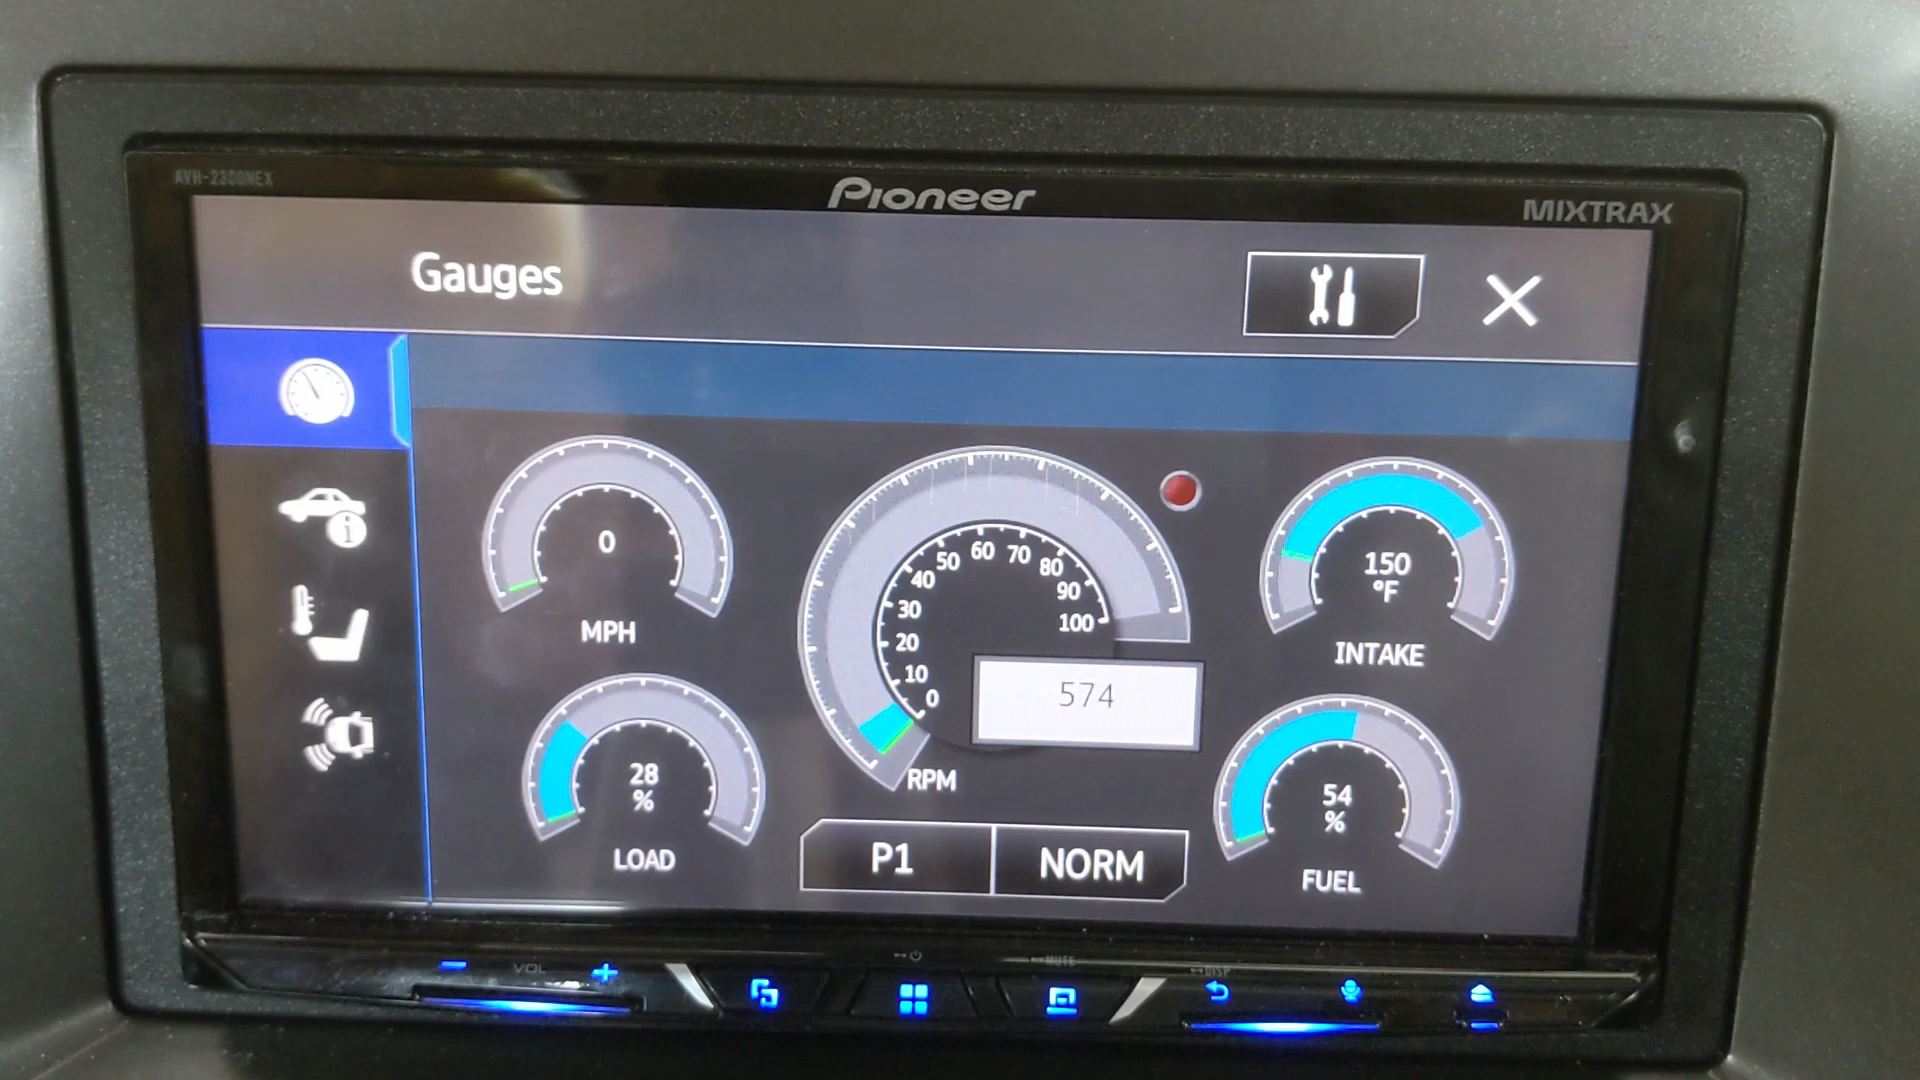 AVH-2300NEX
Pioneer
MIXTRAX
Gauges
0
MPH
60
70
50
80
40
90
30
100
20
10
0
574
RPM
150
°F
INTAKE
28
%
LOAD
P1
NORM
54
%
FUEL
VOL
MUTE
DISP